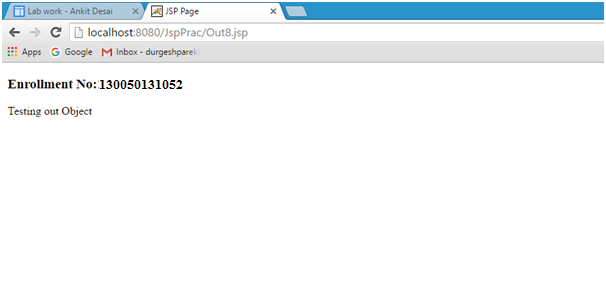 Lab work - Ankit Desai
JSP Page
localhost:8080/JspPrac/Out8.jsp
Apps Google Inbox - durgeshparek
Enrollment No:130050131052
Testing out Object